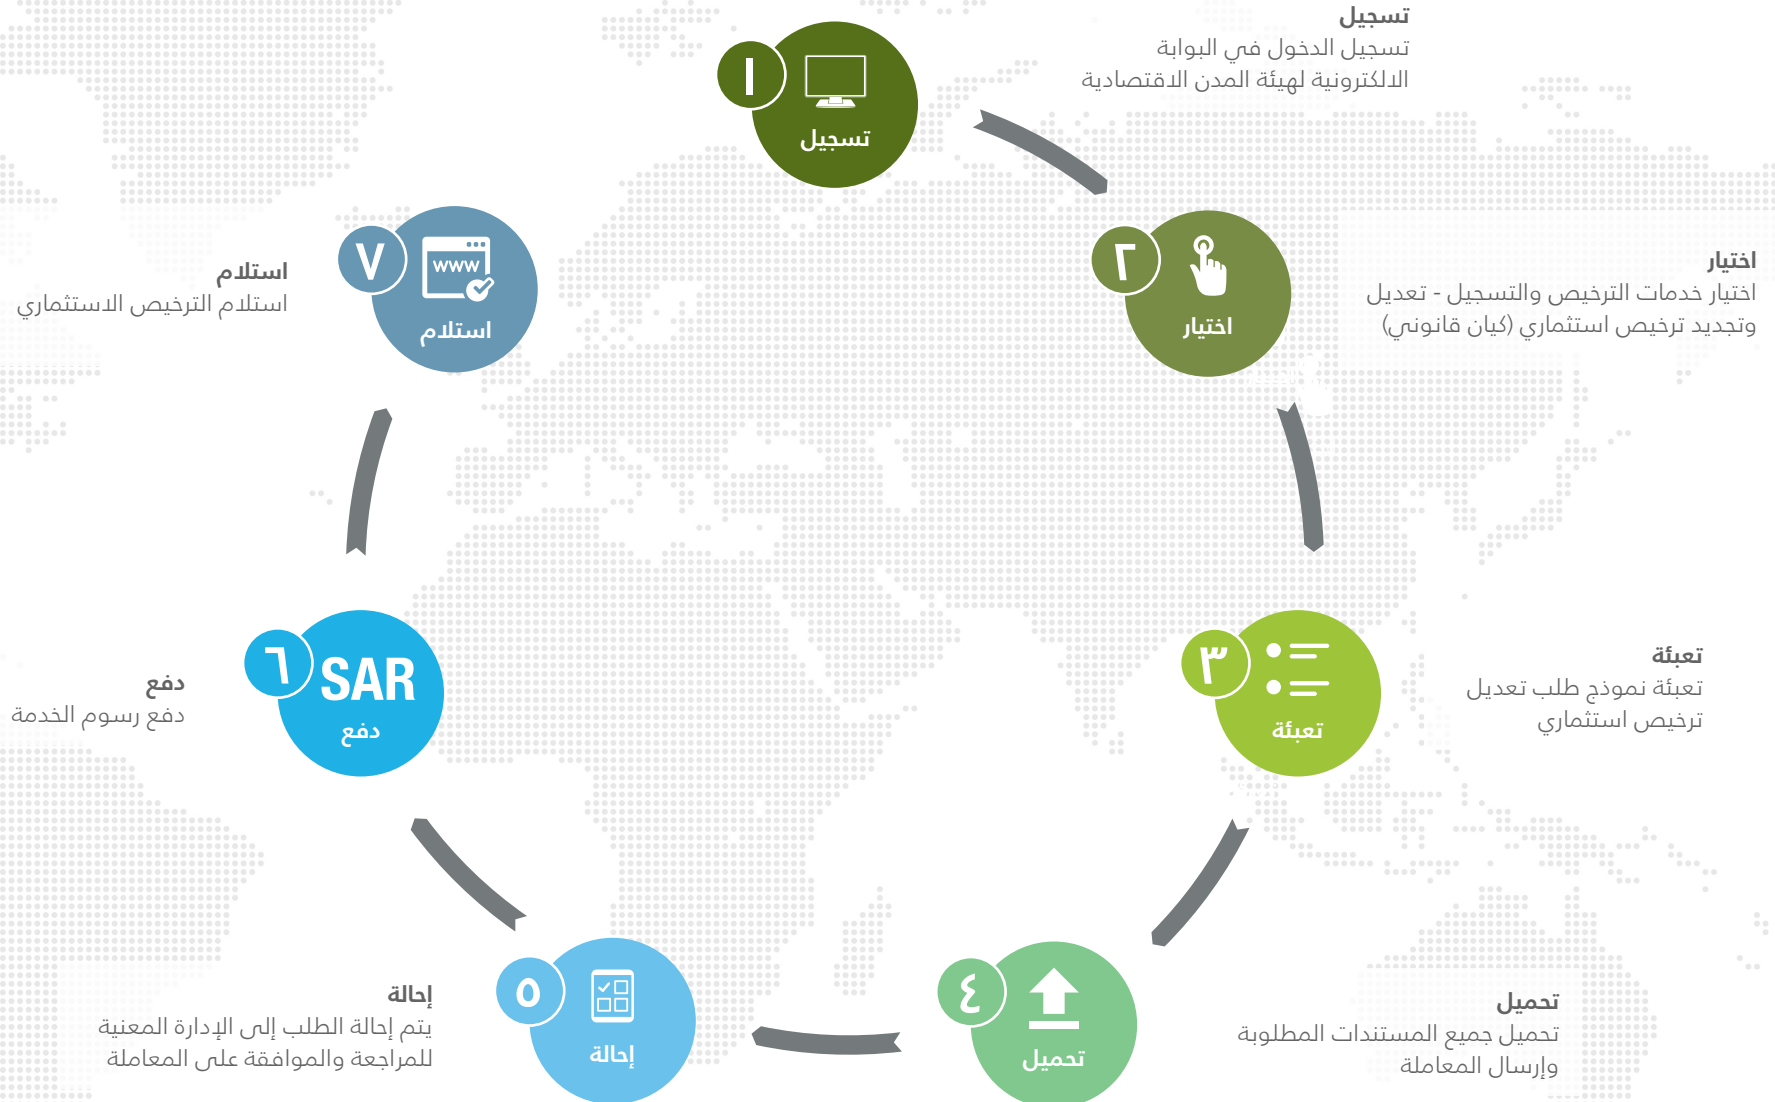 ١
تسجيل
تسجيل
تسجيل الدخول في البوابة
الالكترونية لهيئة المدن الاقتصادية
٢
اختيار
اختيار
اختيار خدمات الترخيص والتسجيل - تعديل
وتجديد ترخيص استثماري (كيان قانوني)
٣
تعبئة
تعبئة
تعبئة نموذج طلب تعديل
ترخيص استثماري
٤
تحميل
تحميل
تحميل جميع المستندات المطلوبة
وإرسال المعاملة
٥
إحالة
إحالة
يتم إحالة الطلب إلى الإدارة المعنية
للمراجعة والموافقة على المعاملة
٦
SAR
دفع
دفع
دفع رسوم الخدمة
٧
www
استلام
استلام
استلام الترخيص الاستثماري